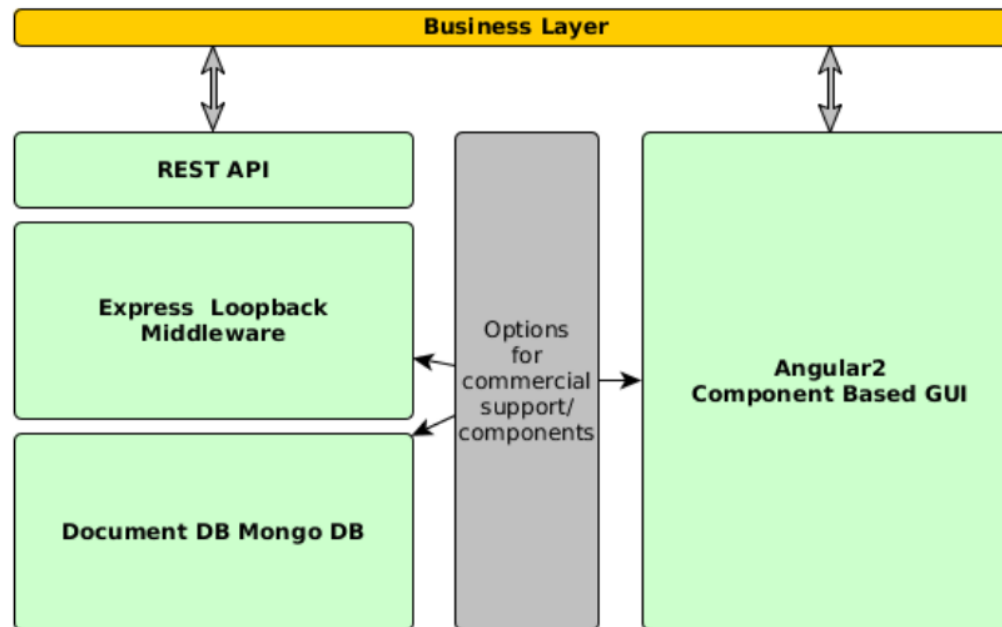 Business Layer
REST API
Express  Loopback
Middleware
Document DB Mongo DB
Options
for
commercial
support/
components
Angular2
Component Based GUI